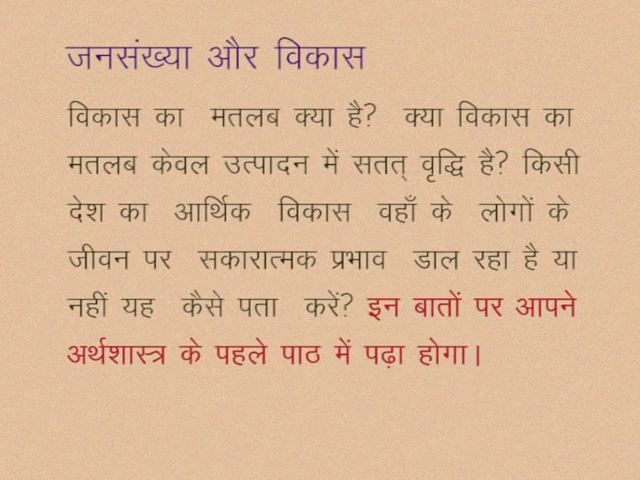 जनसंख्या और विकास
विकास का मतलब क्या है? क्या विकास का
मतलब केवल उत्पादन में सतत् वृद्धि है? किसी
देश का आर्थिक विकास वहाँ के लोगों के
जीवन पर सकारात्मक प्रभाव डाल रहा है या
नहीं यह कैसे पता करें? इन बातों पर आपने
अर्थशास्त्र के पहले पाठ में पढ़ा होगा।